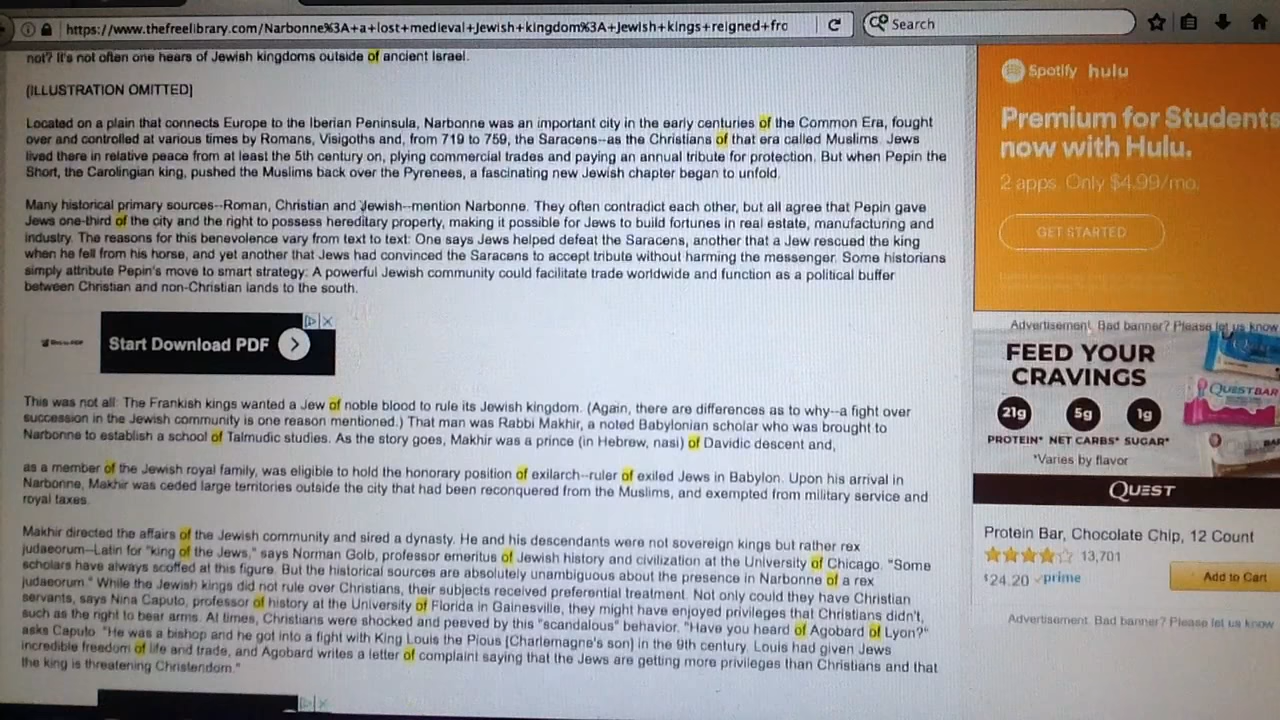 https://www.thefreelibrary.com/Narbonne%3A+a+lost+medieval+Jewish+kingdom%3A+Jewish+kings+reigned+fro
Search
not? It's not often one hears of Jewish kingdoms outside of ancient Israel.
[ILLUSTRATION OMITTED]
Located on a plain that connects Europe to the Iberian Peninsula, Narbonne was an important city in the early centuries of the Common Era, fought
over and controlled at various times by Romans, Visigoths and, from 719 to 759, the Saracens--as the Christians of that era called Muslims. Jews
lived there in relative peace from at least the 5th century on, plying commercial trades and paying an annual tribute for protection. But when Pepin the
Short, the Carolingian king, pushed the Muslims back over the Pyrenees, a fascinating new Jewish chapter began to unfold.
Many historical primary sources--Roman, Christian and Jewish--mention Narbonne. They often contradict each other, but all agree that Pepin gave
Jews one-third of the city and the right to possess hereditary property, making it possible for Jews to build fortunes in real estate, manufacturing and
industry. The reasons for this benevolence vary from text to text: One says Jews helped defeat the Saracens, another that a Jew rescued the king
when he fell from his horse, and yet another that Jews had convinced the Saracens to accept tribute without harming the messenger. Some historians
simply attribute Pepin's move to smart strategy: A powerful Jewish community could facilitate trade worldwide and function as a political buffer
between Christian and non-Christian lands to the south.
Start Download PDF
This was not all: The Frankish kings wanted a Jew of noble blood to rule its Jewish kingdom. (Again, there are differences as to why--a fight over
succession in the Jewish community is one reason mentioned.) That man was Rabbi Makhir, a noted Babylonian scholar who was brought to
Narbonne to establish a school of Talmudic studies. As the story goes, Makhir was a prince (in Hebrew, nasi) of Davidic descent and,
as a member of the Jewish royal family, was eligible to hold the honorary position of exilarch--ruler of exiled Jews in Babylon. Upon his arrival in
Narbonne, Makhir was ceded large territories outside the city that had been reconquered from the Muslims, and exempted from military service and
royal taxes.
Makhir directed the affairs of the Jewish community and sired a dynasty. He and his descendants were not sovereign kings but rather rex
judaeorum--Latin for "king of the Jews," says Norman Golb, professor emeritus of Jewish history and civilization at the University of Chicago. "Some
scholars have always scoffed at this figure. But the historical sources are absolutely unambiguous about the presence in Narbonne of a rex
judaeorum." While the Jewish kings did not rule over Christians, their subjects received preferential treatment. Not only could they have Christian
servants, says Nina Caputo, professor of history at the University of Florida in Gainesville, they might have enjoyed privileges that Christians didn't,
such as the right to bear arms. At times, Christians were shocked and peeved by this "scandalous" behavior. "Have you heard of Agobard of Lyon?"
asks Caputo. "He was a bishop and he got into a fight with King Louis the Pious [Charlemagne's son] in the 9th century. Louis had given Jews
incredible freedom of life and trade, and Agobard writes a letter of complaint saying that the Jews are getting more privileges than Christians and that
the king is threatening Christendom."
Spotify hulu
Premium for Students
now with Hulu.
2 apps. Only $4.99/mo.
GET STARTED
Advertisement. Bad banner? Please let us know
FEED YOUR
CRAVINGS
21g 5g 1g
PROTEIN* NET CARBS* SUGAR*
*Varies by flavor
QUESTBAR
QUEST
Protein Bar, Chocolate Chip, 12 Count
13,701
$24.20 prime
Add to Cart
Advertisement. Bad banner? Please let us know